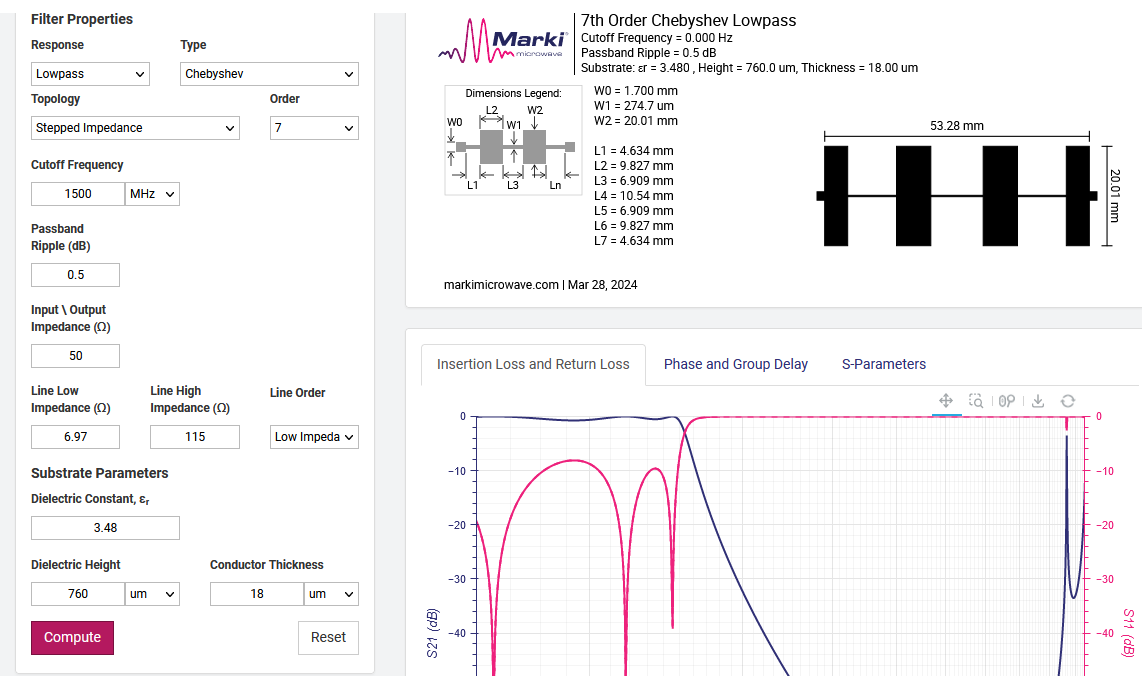 Filter Properties
Response Type
Lowpass Chebyshev
Topology Order
Stepped Impedance 7
Cutoff Frequency
1500 MHz
Passband
Ripple (dB)
0.5
Input \ Output
Impedance (Ω)
50
Line Low
Impedance (Ω)
Line High
Impedance (Ω)
Line Order
6.97 115 Low Impeda
Substrate Parameters
Dielectric Constant, εr
3.48
Dielectric Height Conductor Thickness
760 um 18 um
Compute Reset
Marki
microwave
7th Order Chebyshev Lowpass
Cutoff Frequency = 0.000 Hz
Passband Ripple = 0.5 dB
Substrate: εr = 3.480 , Height = 760.0 um, Thickness = 18.00 um
Dimensions Legend:
L2 W2
W0 W1
L1 L3 Ln
W0 = 1.700 mm
W1 = 274.7 um
W2 = 20.01 mm
L1 = 4.634 mm
L2 = 9.827 mm
L3 = 6.909 mm
L4 = 10.54 mm
L5 = 6.909 mm
L6 = 9.827 mm
L7 = 4.634 mm
53.28 mm
20.01 mm
markimicrowave.com | Mar 28, 2024
Insertion Loss and Return Loss Phase and Group Delay S-Parameters
0 0
−10 −10
−20 −20
−30 −30
−40 −40
S21 (dB)
S11 (dB)